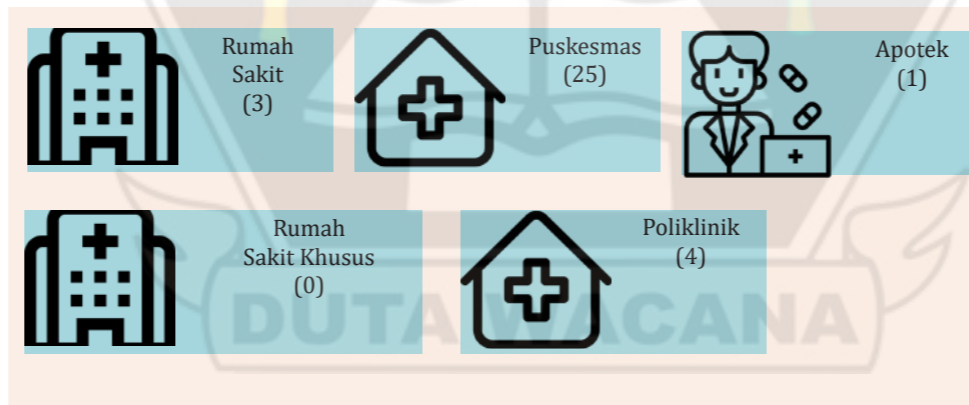 Rumah
Sakit
(3)
Puskesmas
(25)
Apotek
(1)
Rumah
Sakit Khusus
(0)
Poliklinik
(4)
DUTA WACANA